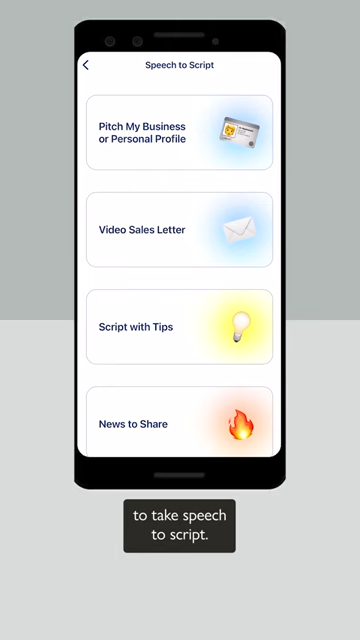 Speech to Script
Pitch My Business
or Personal Profile
Video Sales Letter
Script with Tips
News to Share
to take speech
to script.